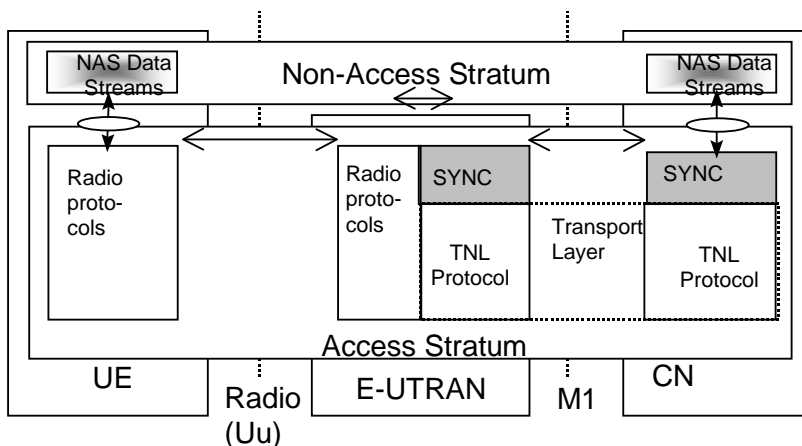 NAS Data
Streams
Non-Access Stratum
NAS Data
Streams
Radio
proto-
cols
Radio
proto-
cols
SYNC
TNL
Protocol
Transport
Layer
SYNC
TNL
Protocol
Access Stratum
UE
Radio
(Uu)
E-UTRAN
M1
CN